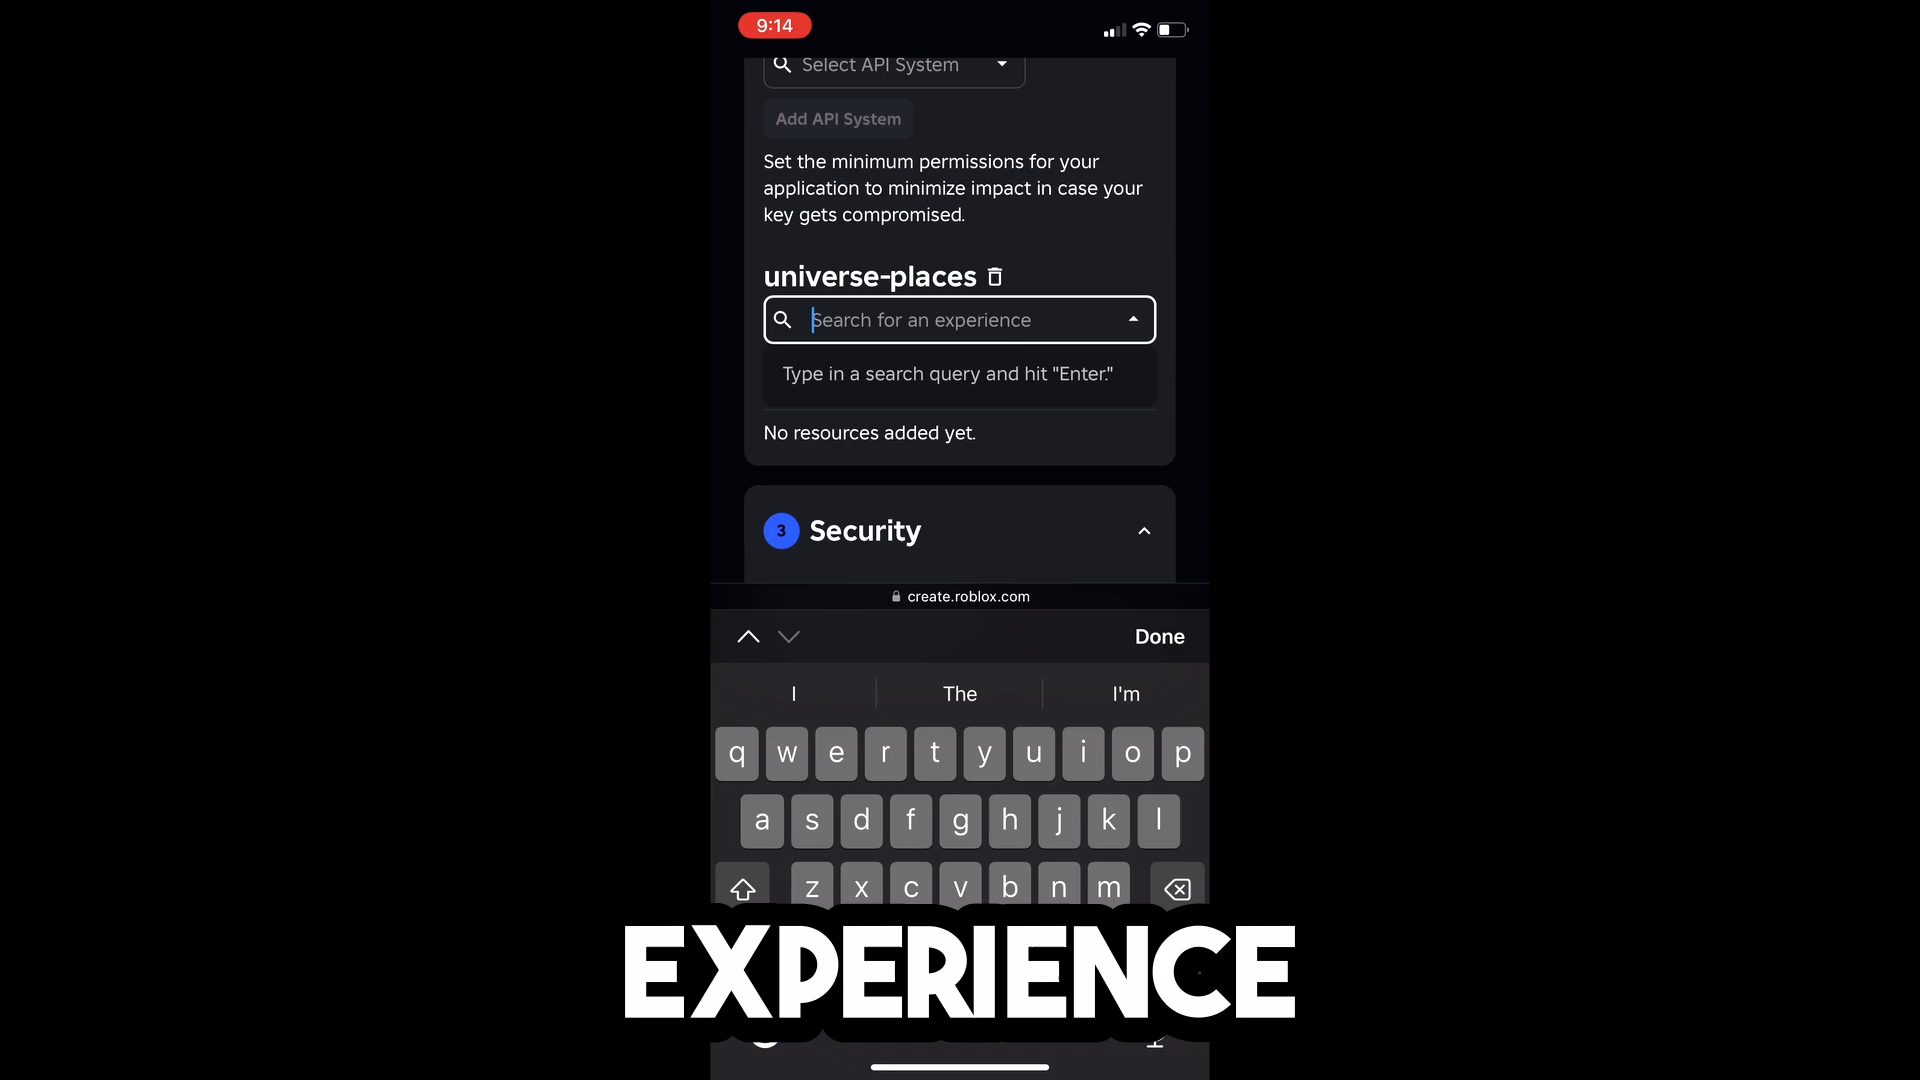 9:14
Select API System
Add API System
Set the minimum permissions for your
application to minimize impact in case your
key gets compromised.
universe-places
Search for an experience
Type in a search query and hit "Enter."
No resources added yet.
3 Security
create.roblox.com
Done
I The I'm
q w e r t y u i o p
a s d f g h j k l
z x c v b n m
EXPERIENCE